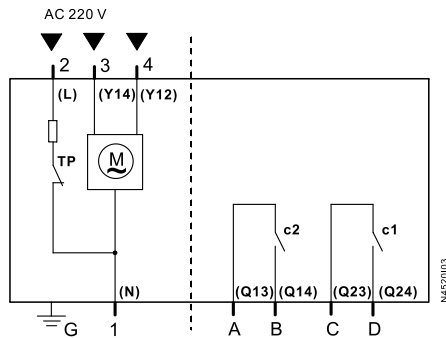 AC 220 V
2 3 4
(L) (Y14) (Y12)
TP
M
c2 c1
(N) (Q13) (Q14) (Q23) (Q24)
G 1 A B C D
N4520I03